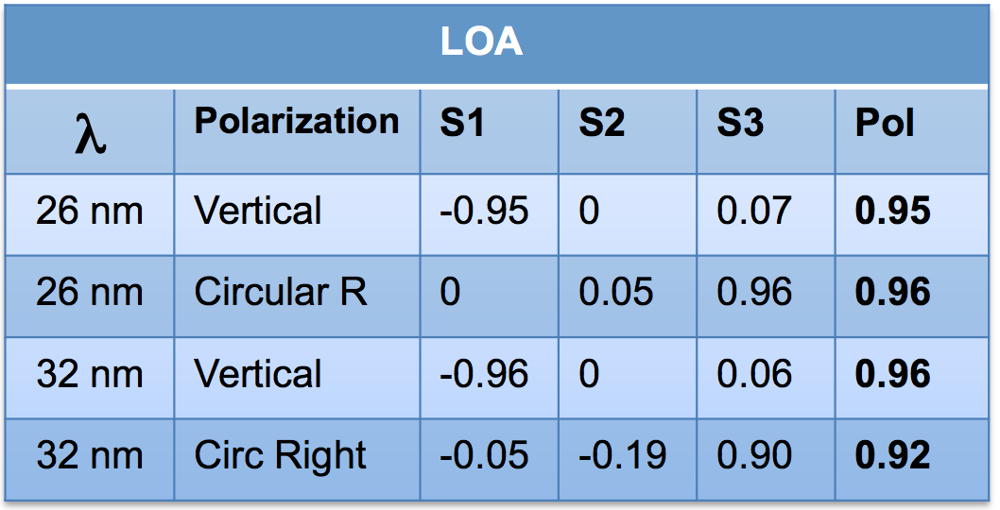 LOA
λ Polarization S1 S2 S3 Pol
26 nm Vertical -0.95 0 0.07 0.95
26 nm Circular R 0 0.05 0.96 0.96
32 nm Vertical -0.96 0 0.06 0.96
32 nm Circ Right -0.05 -0.19 0.90 0.92